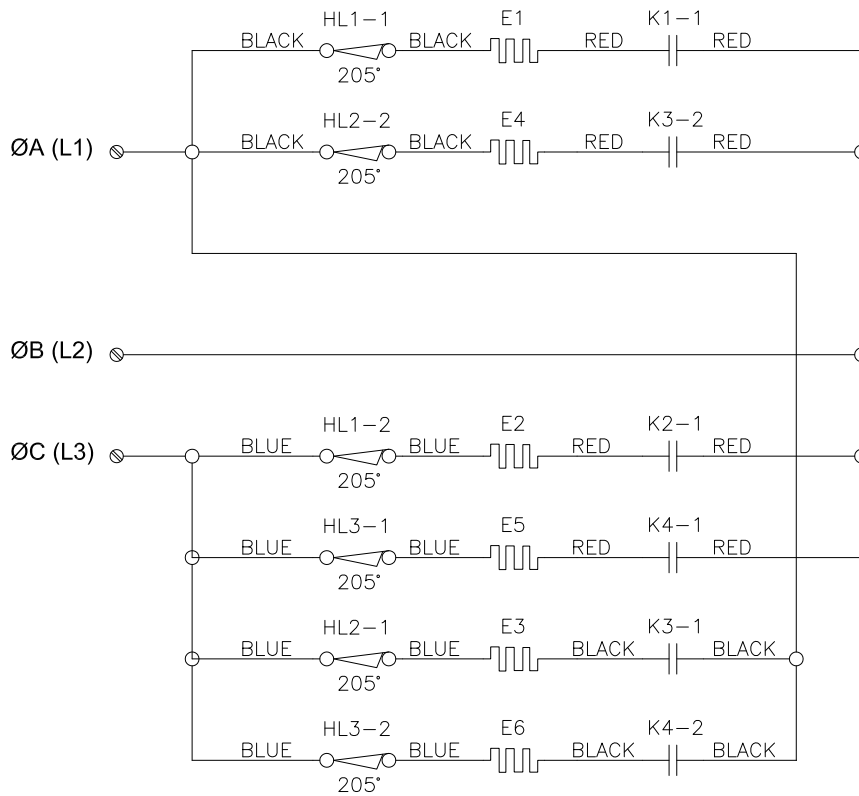 HL1-1 E1 K1-1
BLACK BLACK RED RED
205°
ØA (L1)
HL2-2 E4 K3-2
BLACK BLACK RED RED
205°
ØB (L2)
ØC (L3)
HL1-2 E2 K2-1
BLUE BLUE RED RED
205°
HL3-1 E5 K4-1
BLUE BLUE RED RED
205°
HL2-1 E3 K3-1
BLUE BLUE BLACK BLACK
205°
HL3-2 E6 K4-2
BLUE BLUE BLACK BLACK
205°